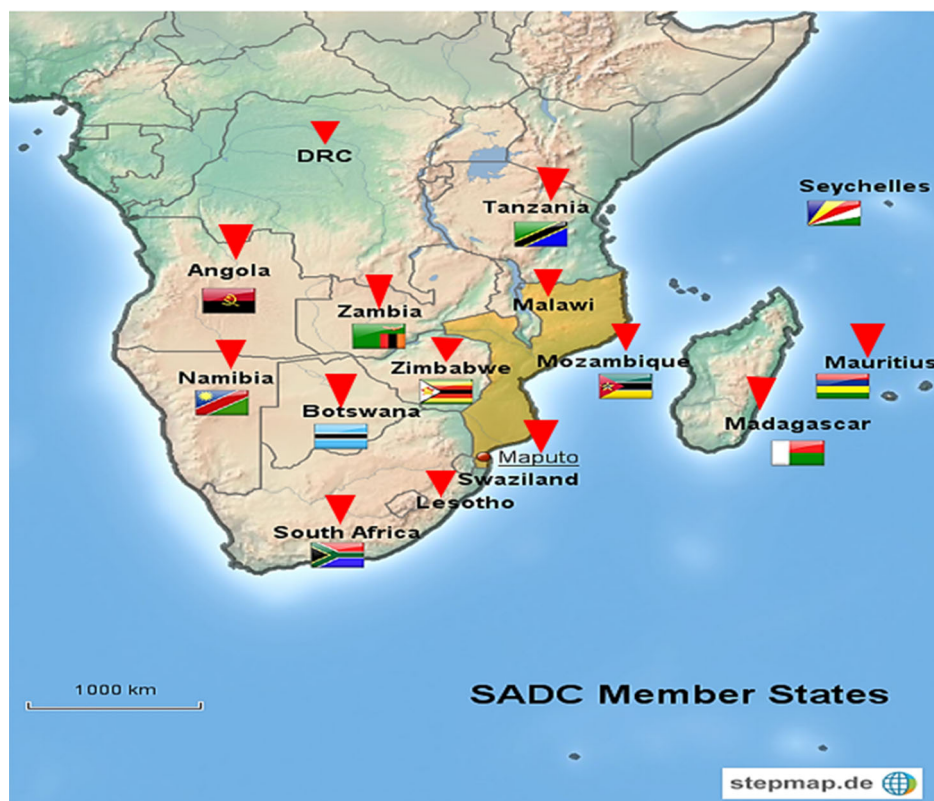 DRC
Seychelles
Tanzania
Angola
Malawi
Zambia
Mozambique
Mauritius
Zimbabwe
Namibia
Botswana
Madagascar
Maputo
Swaziland
Lesotho
South Africa
1000 km
SADC Member States
stepmap.de